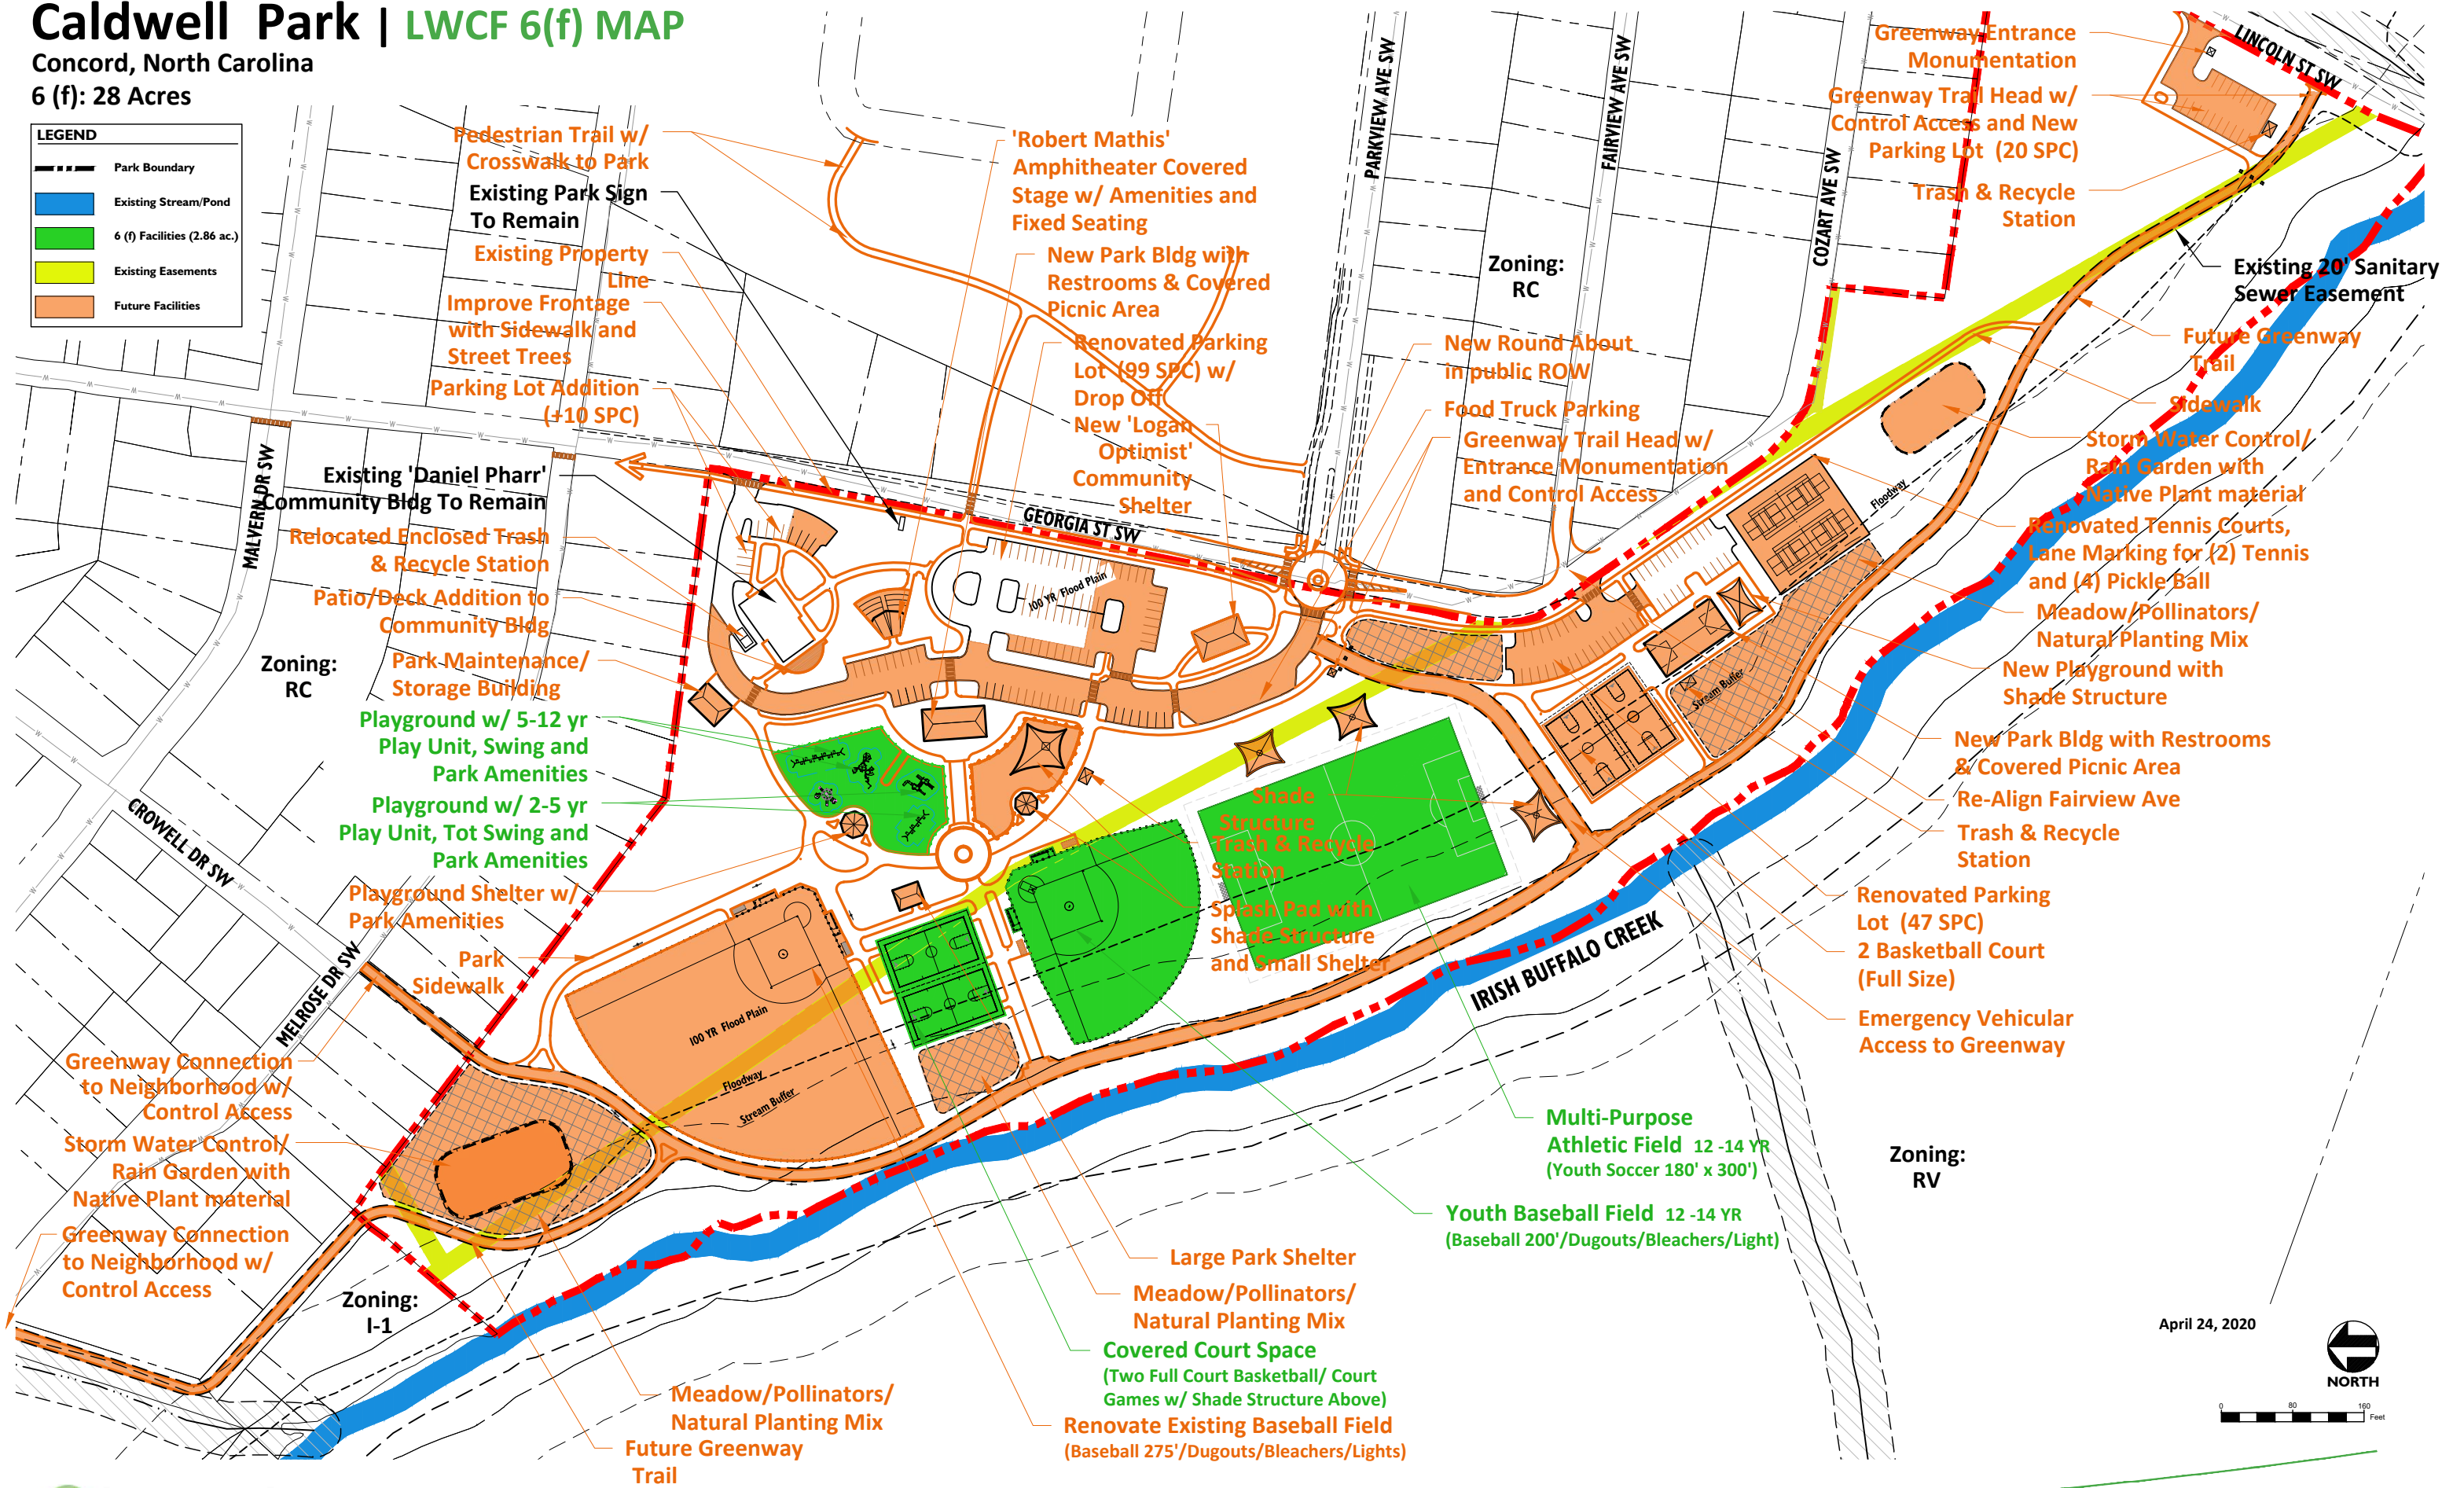 Caldwell Park | LWCF 6(f) MAP
Concord, North Carolina
6 (f): 28 Acres
LEGEND
Park Boundary
Existing Stream/Pond
6 (f) Facilities (2.86 ac.)
Existing Easements
Future Facilities
Pedestrian Trail w/
Crosswalk to Park
Existing Park Sign
To Remain
Existing Property
Line
Improve Frontage
with Sidewalk and
Street Trees
Parking Lot Addition
(+10 SPC)
Existing 'Daniel Pharr'
Community Bldg To Remain
Relocated Enclosed Trash
& Recycle Station
Patio/Deck Addition to
Community Bldg
Park Maintenance/
Storage Building
Playground w/ 5-12 yr
Play Unit, Swing and
Park Amenities
Playground w/ 2-5 yr
Play Unit, Tot Swing and
Park Amenities
Playground Shelter w/
Park Amenities
Park
Sidewalk
Greenway Connection
to Neighborhood w/
Control Access
Storm Water Control/
Rain Garden with
Native Plant material
Greenway Connection
to Neighborhood w/
Control Access
Zoning:
RC
Zoning:
I-1
MALVERN DR SW
CROWELL DR SW
MELROSE DR SW
'Robert Mathis'
Amphitheater Covered
Stage w/ Amenities and
Fixed Seating
New Park Bldg with
Restrooms & Covered
Picnic Area
Renovated Parking
Lot (99 SPC) w/
Drop Off
New 'Logan
Optimist'
Community
Shelter
GEORGIA ST SW
100 YR Flood Plain
PARKVIEW AVE SW
FAIRVIEW AVE SW
COZART AVE SW
LINCOLN ST SW
Zoning:
RC
New Round About
in public ROW
Food Truck Parking
Greenway Trail Head w/
Entrance Monumentation
and Control Access
Greenway Entrance
Monumentation
Greenway Trail Head w/
Control Access and New
Parking Lot (20 SPC)
Trash & Recycle
Station
Existing 20' Sanitary
Sewer Easement
Future Greenway
Trail
Sidewalk
Storm Water Control/
Rain Garden with
Native Plant material
Floodway
Renovated Tennis Courts,
Lane Marking for (2) Tennis
and (4) Pickle Ball
Meadow/Pollinators/
Natural Planting Mix
New Playground with
Shade Structure
Stream Buffer
New Park Bldg with Restrooms
& Covered Picnic Area
Re-Align Fairview Ave
Trash & Recycle
Station
Renovated Parking
Lot (47 SPC)
2 Basketball Court
(Full Size)
Emergency Vehicular
Access to Greenway
Shade
Structure
Trash & Recycle
Station
Splash Pad with
Shade Structure
and Small Shelter
100 YR Flood Plain
Floodway
Stream Buffer
IRISH BUFFALO CREEK
Multi-Purpose
Athletic Field 12 -14 YR
(Youth Soccer 180' x 300')
Youth Baseball Field 12 -14 YR
(Baseball 200'/Dugouts/Bleachers/Light)
Zoning:
RV
Large Park Shelter
Meadow/Pollinators/
Natural Planting Mix
Covered Court Space
(Two Full Court Basketball/ Court
Games w/ Shade Structure Above)
Renovate Existing Baseball Field
(Baseball 275'/Dugouts/Bleachers/Lights)
Meadow/Pollinators/
Natural Planting Mix
Future Greenway
Trail
April 24, 2020
NORTH
0 80 160
Feet